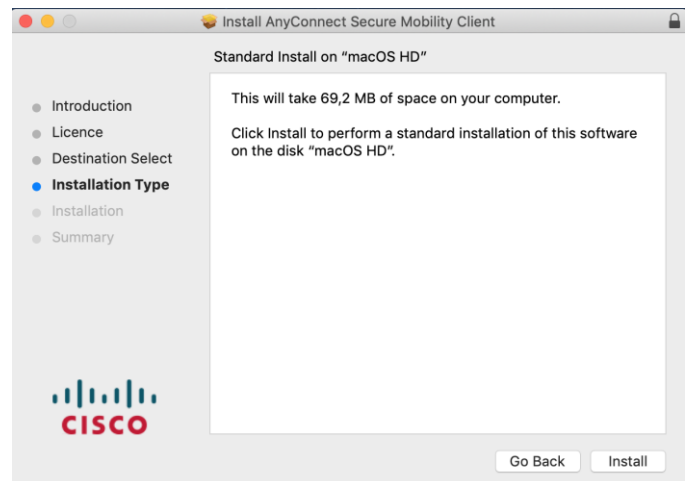 Install AnyConnect Secure Mobility Client
Standard Install on “macOS HD”
Introduction
Licence
Destination Select
Installation Type
Installation
Summary
This will take 69,2 MB of space on your computer.
Click Install to perform a standard installation of this software
on the disk “macOS HD”.
CISCO
Go Back
Install